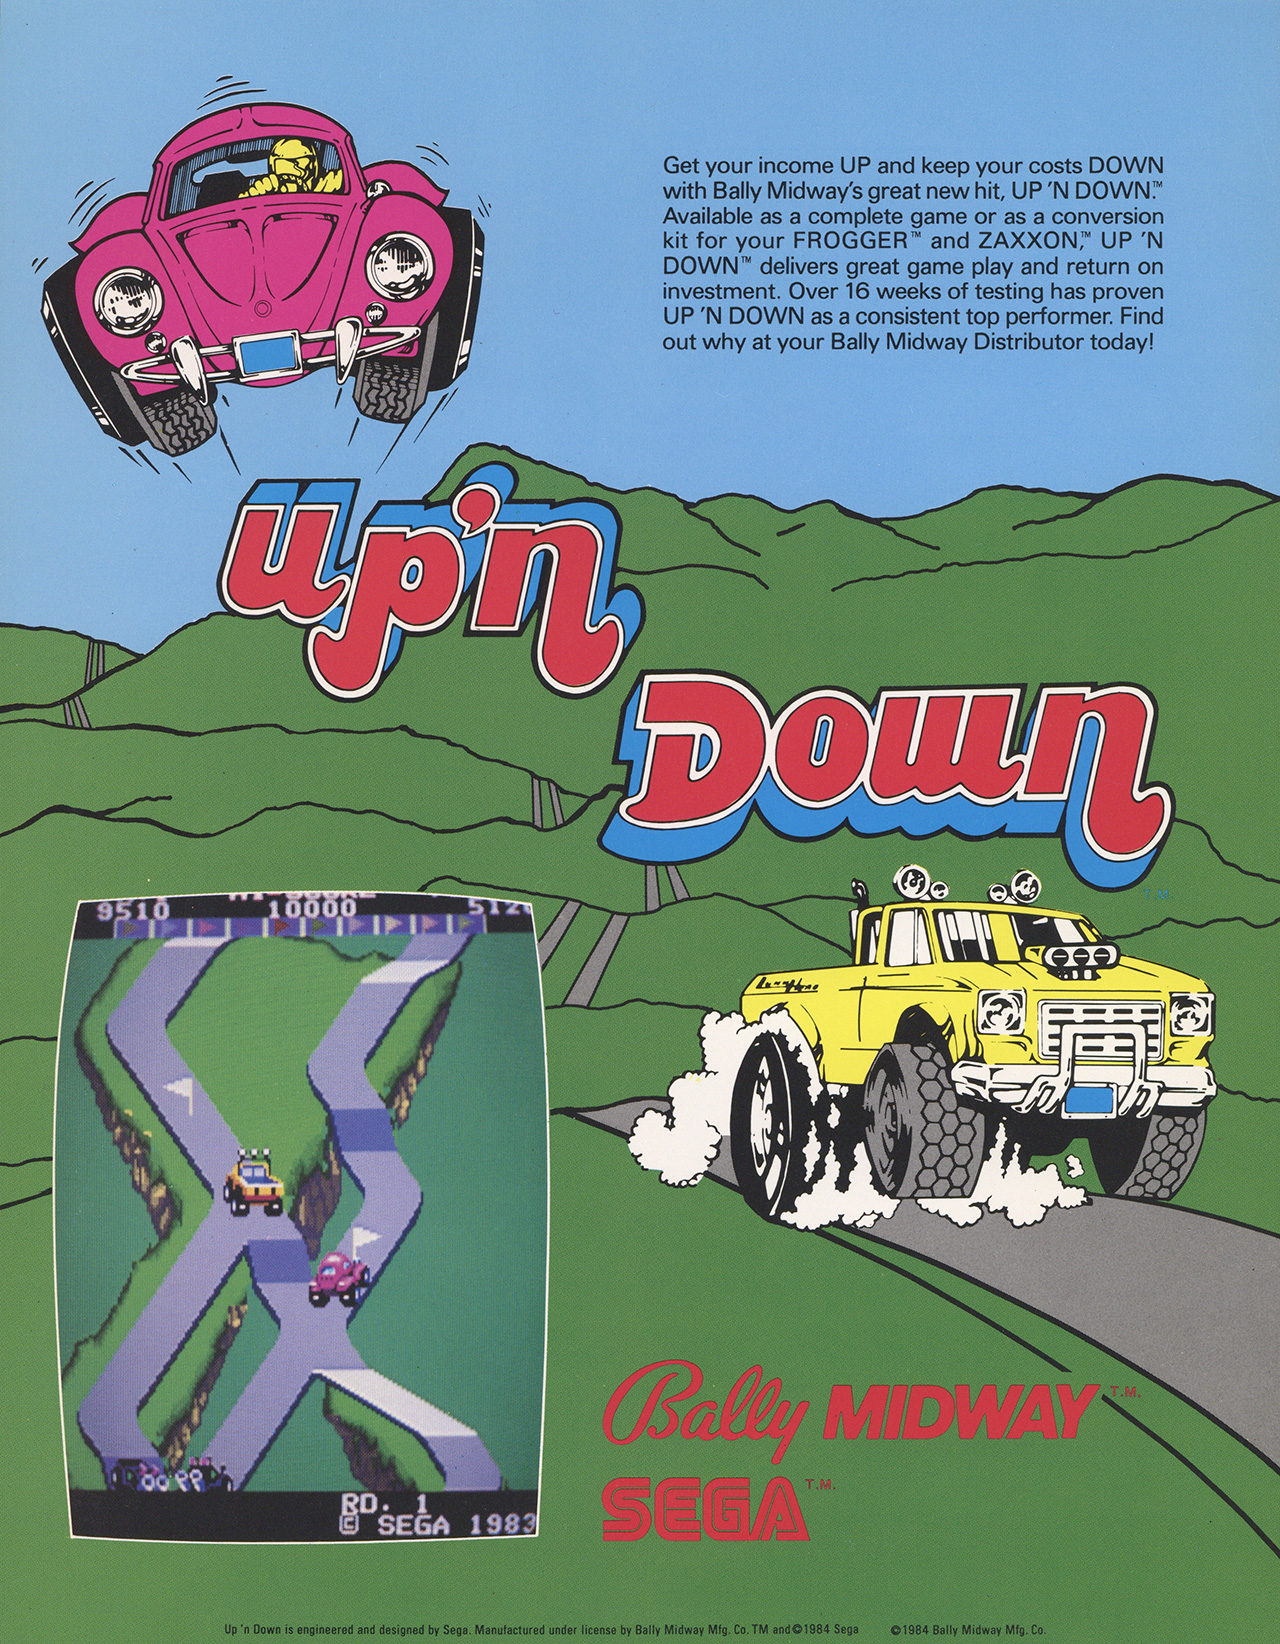 Get your income UP and keep your costs DOWN
with Bally Midway's great new hit, UP 'N DOWN.™
Available as a complete game or as a conversion
kit for your FROGGER™ and ZAXXON,™ UP 'N
DOWN™ delivers great game play and return on
investment. Over 16 weeks of testing has proven
UP 'N DOWN as a consistent top performer. Find
out why at your Bally Midway Distributor today!
Up 'n
Down
T.M.
9510 10000
RD. 1
© SEGA 1983
Bally MIDWAY T.M.
SEGA T.M.
Up 'n Down is engineered and designed by Sega. Manufactured under license by Bally Midway Mfg. Co. TM and ©1984 Sega ©1984 Bally Midway Mfg. Co.